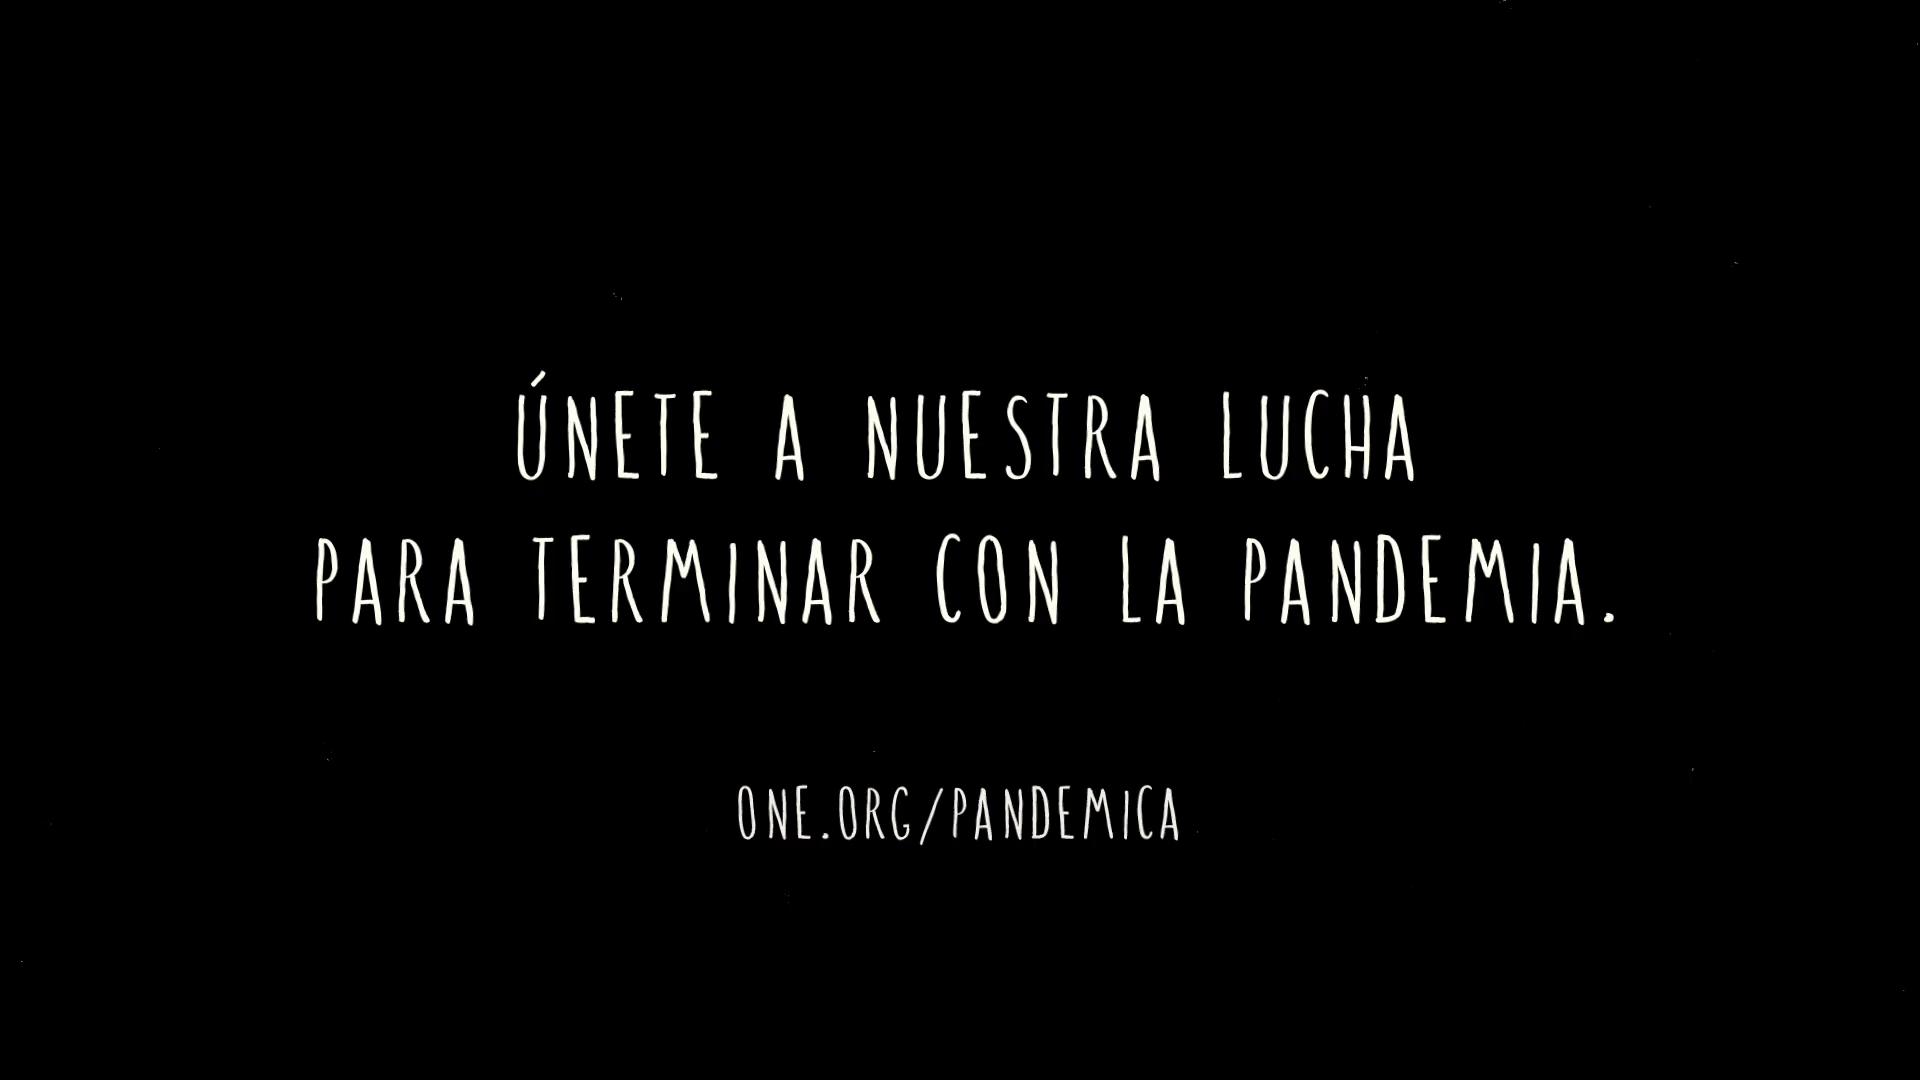 ÚNETE A NUESTRA LUCHA
PARA TERMINAR CON LA PANDEMIA.
ONE.ORG/PANDEMICA